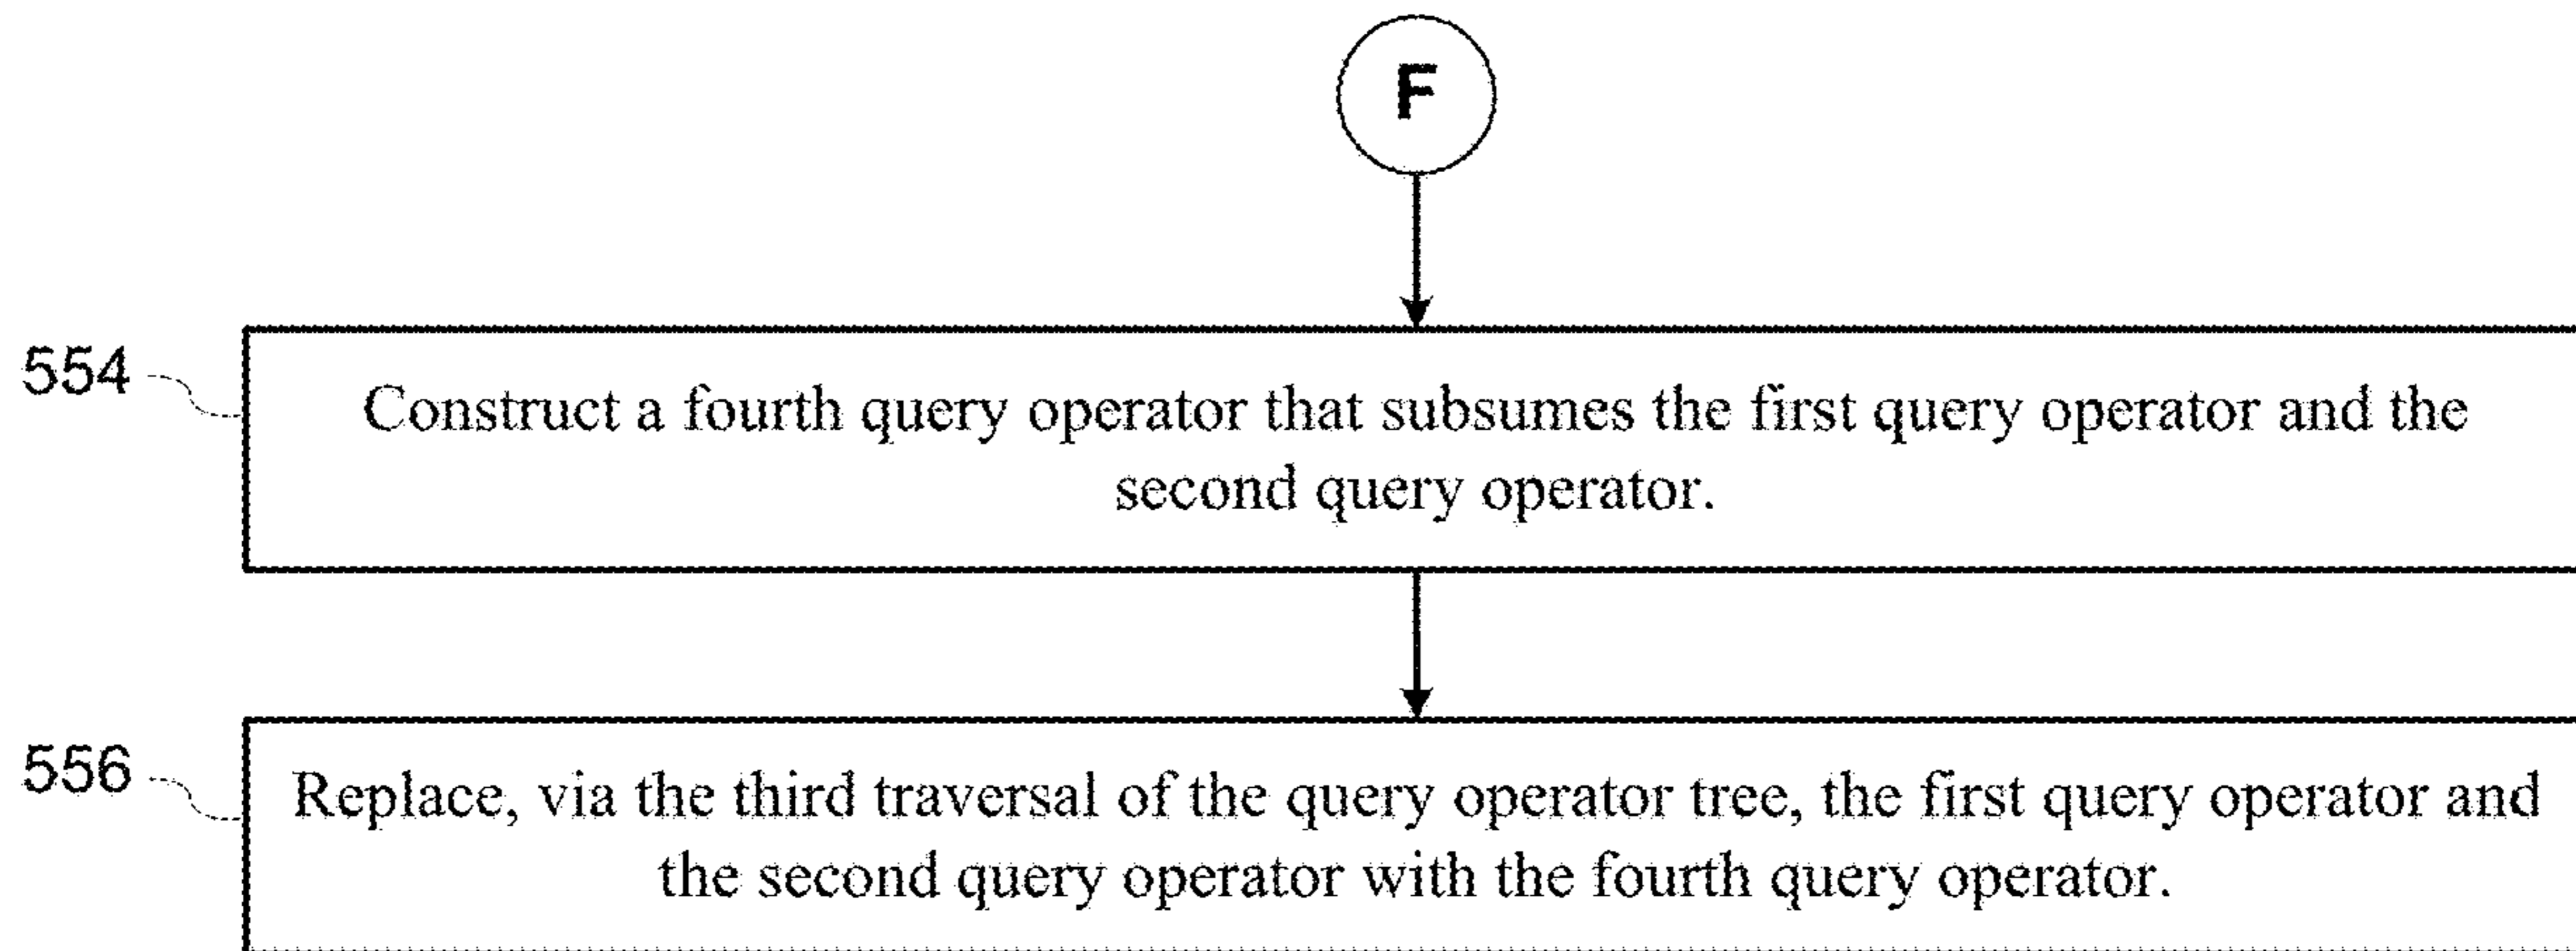 F
554
Construct a fourth query operator that subsumes the first query operator and the
second query operator.
556
Replace, via the third traversal of the query operator tree, the first query operator and
the second query operator with the fourth query operator.